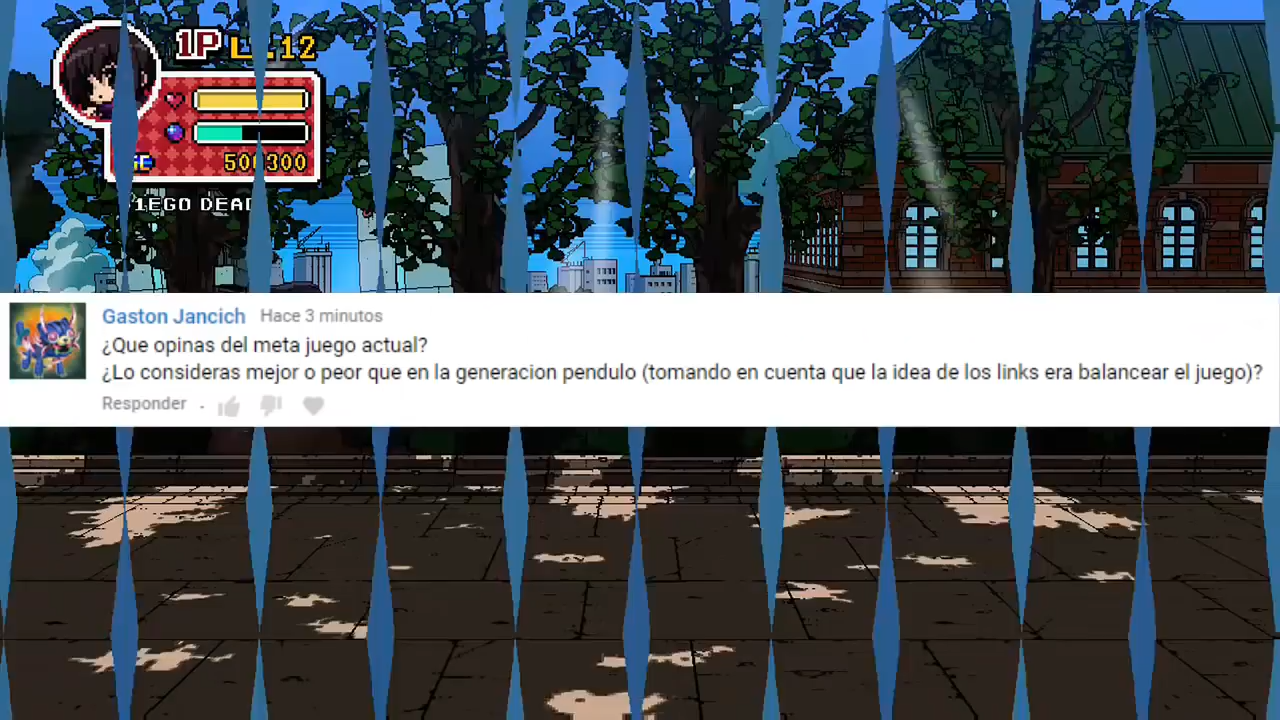 1P LV.12
500300
Gaston Jancich Hace 3 minutos
¿Que opinas del meta juego actual?
¿Lo consideras mejor o peor que en la generacion pendulo (tomando en cuenta que la idea de los links era balancear el juego)?
Responder